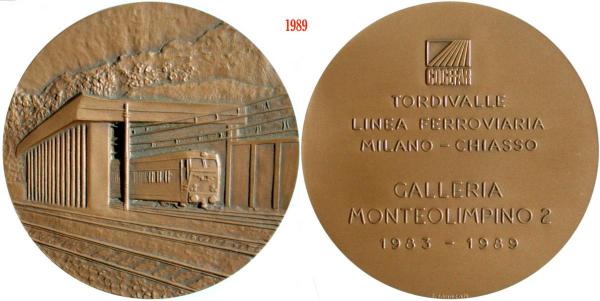 1989
COGEFAR
TORDIVALLE
LINEA FERROVIARIA
MILANO - CHIASSO
GALLERIA
MONTEOLIMPINO 2
1983 - 1989